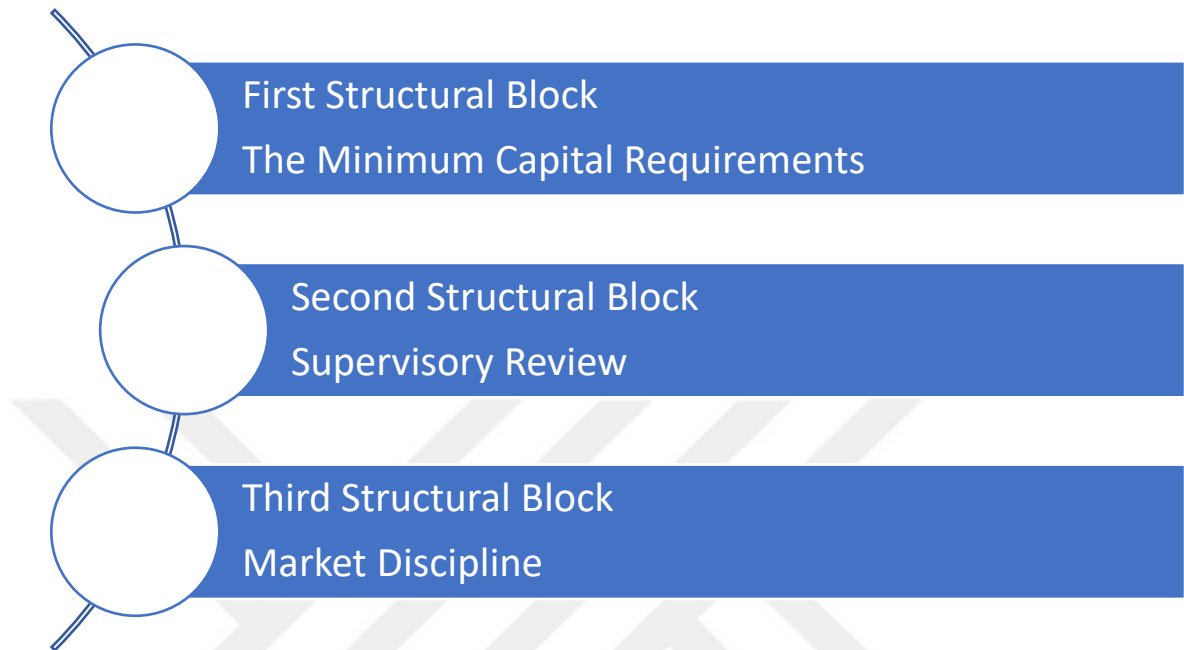 First Structural Block
The Minimum Capital Requirements
Second Structural Block
Supervisory Review
Third Structural Block
Market Discipline